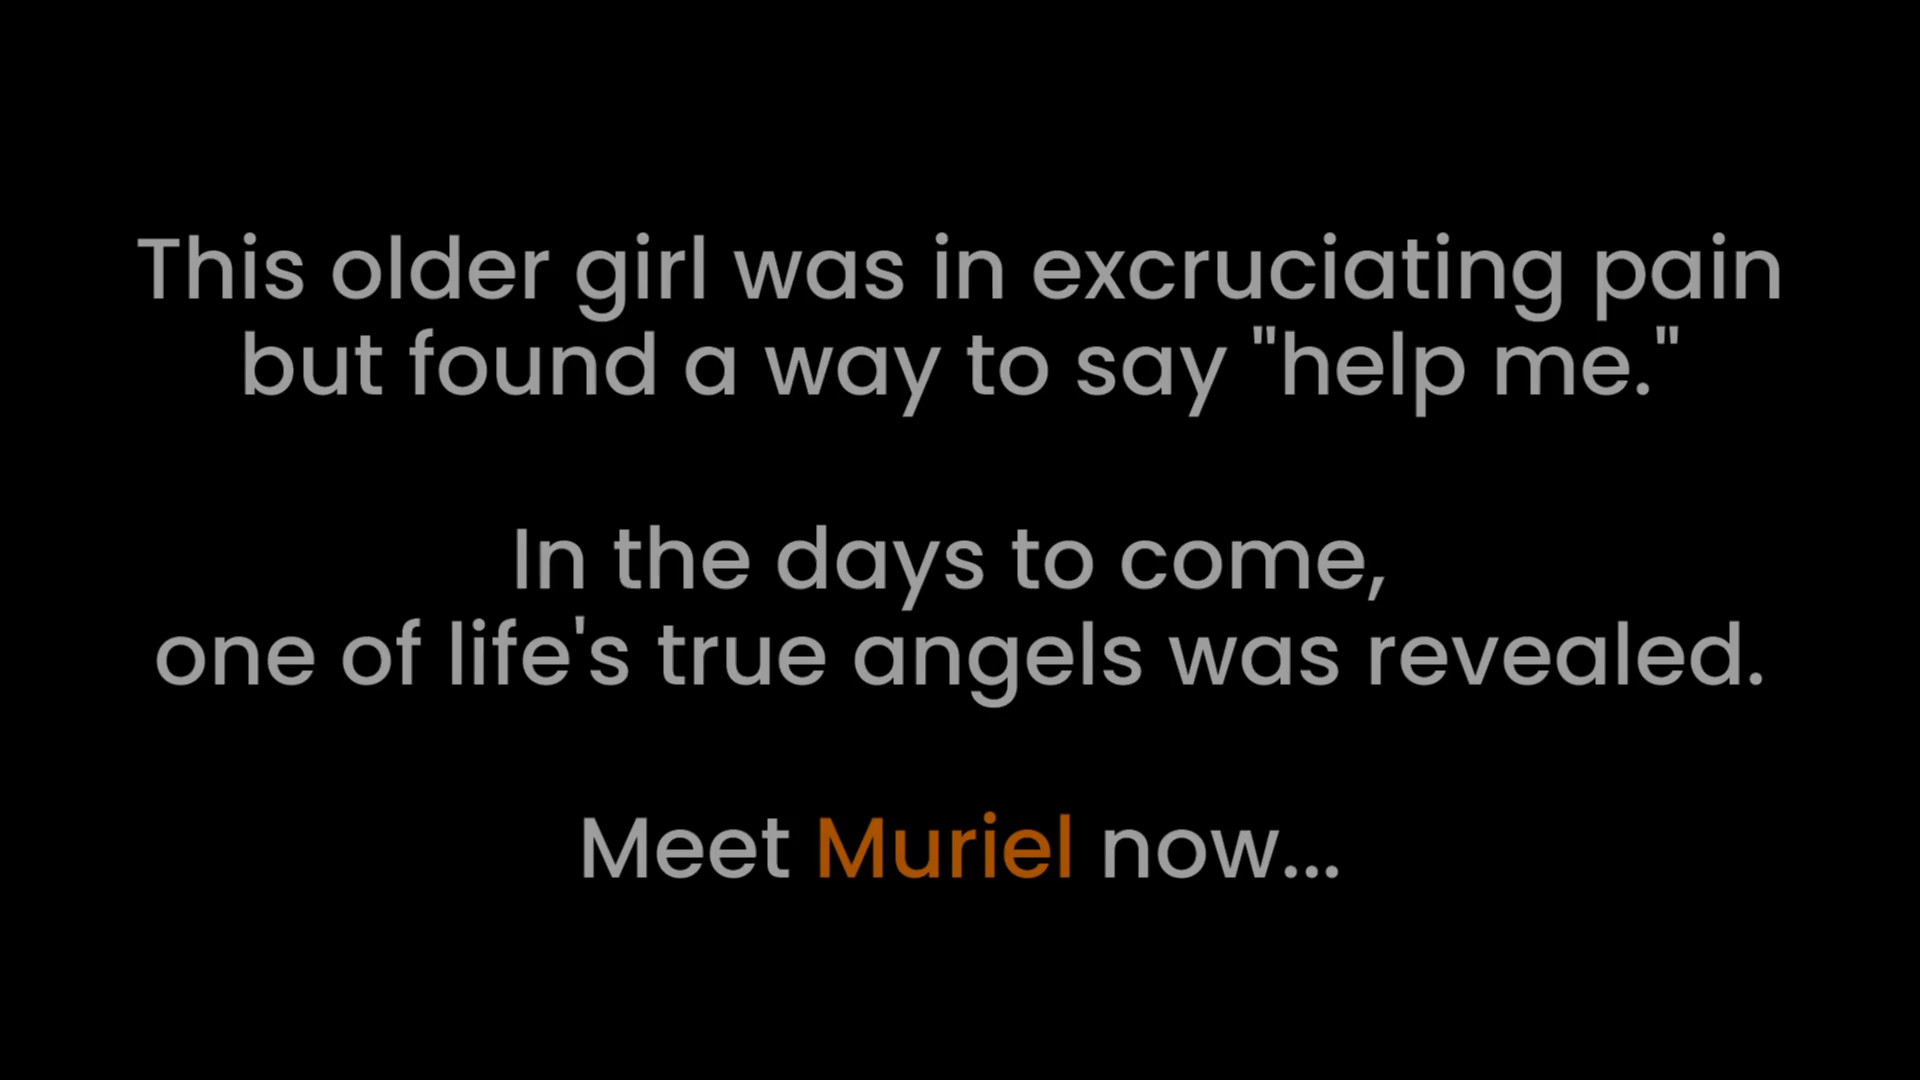 This older girl was in excruciating pain
but found a way to say "help me."
In the days to come,
one of life's true angels was revealed.
Meet Muriel now...